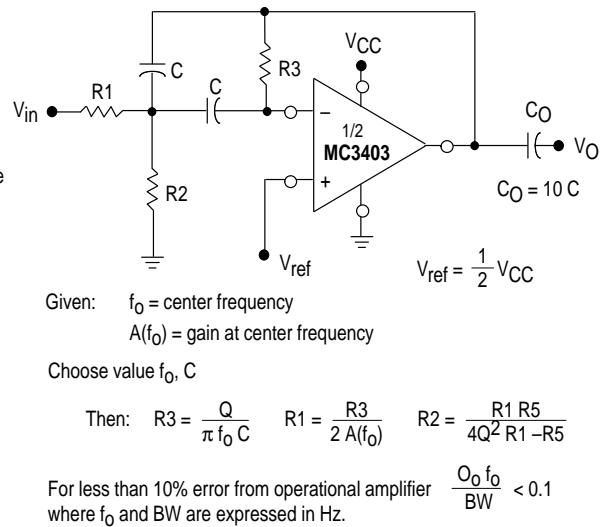 VCC
R3
C
C
R1
Vin
1/2
MC3403
−
+
CO
VO
CO = 10 C
e
R2
Vref
Vref = 1/2 VCC
Given: fo = center frequency
A(fo) = gain at center frequency
Choose value fo, C
Then: R3 = Q/(π fo C) R1 = R3/(2 A(fo)) R2 = R1 R5/(4Q² R1 –R5)
For less than 10% error from operational amplifier Oo fo/BW < 0.1
where fo and BW are expressed in Hz.